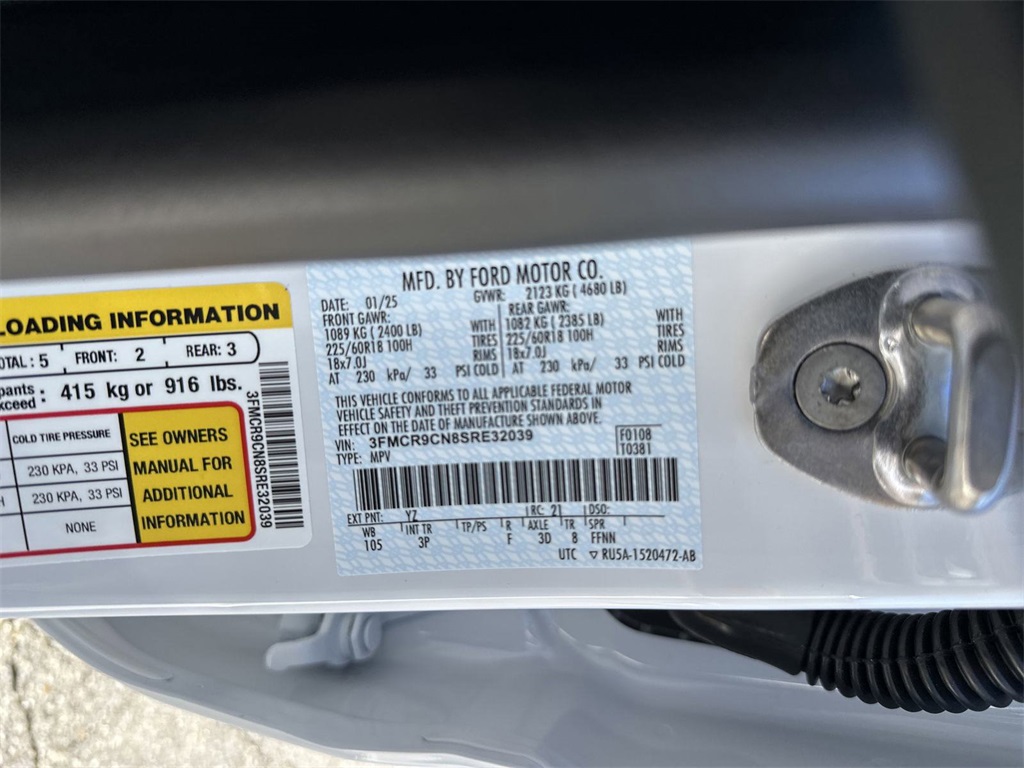 LOADING INFORMATION
TOTAL: 5 FRONT: 2 REAR: 3
415 kg or 916 lbs.
COLD TIRE PRESSURE
230 KPA, 33 PSI
230 KPA, 33 PSI
NONE
SEE OWNERS
MANUAL FOR
ADDITIONAL
INFORMATION
3FMCR9CN8SRE32039
MFD. BY FORD MOTOR CO.
DATE: 01/25 GVWR: 2123 KG ( 4680 LB)
FRONT GAWR: REAR GAWR:
1089 KG ( 2400 LB) WITH 1082 KG ( 2385 LB) WITH
225/60R18 100H TIRES 225/60R18 100H TIRES
18x7.0J RIMS 18x7.0J RIMS
AT 230 kPa/ 33 PSI COLD AT 230 kPa/ 33 PSI COLD
THIS VEHICLE CONFORMS TO ALL APPLICABLE FEDERAL MOTOR
VEHICLE SAFETY AND THEFT PREVENTION STANDARDS IN
EFFECT ON THE DATE OF MANUFACTURE SHOWN ABOVE.
VIN: 3FMCR9CN8SRE32039 F0108
TYPE: MPV T0381
EXT PNT: YZ RC: 21 DSO:
WB INT TR TP/PS R AXLE TR SPR
105 3P F 3D 8 FFNN
UTC ▽ RU5A-1520472-AB